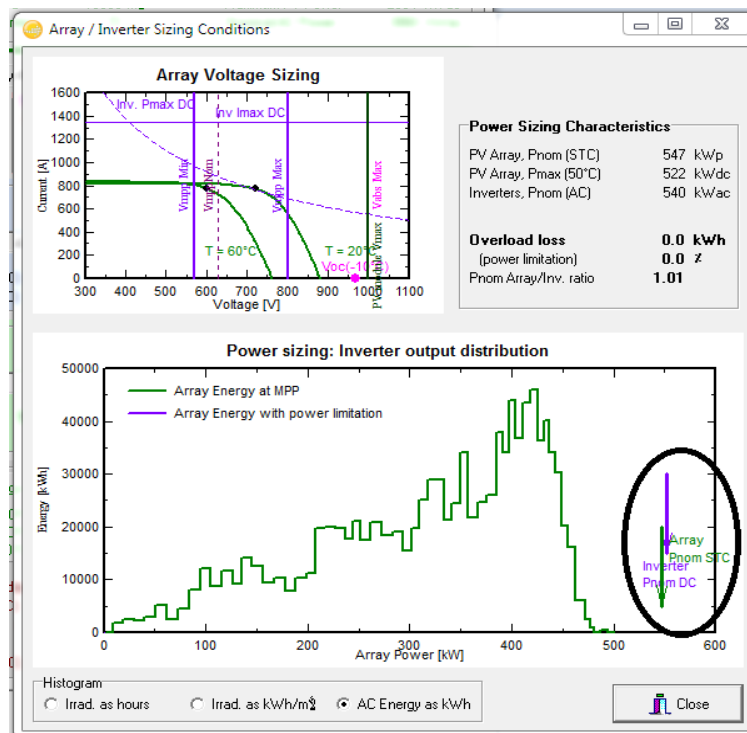 Array / Inverter Sizing Conditions
Array Voltage Sizing
Current [A]
1600
1400
1200
1000
800
600
400
200
0
Inv. Pmax DC
Inv Imax DC
Vmpp Min
Vmpp Nom
Vmpp Max
Vabs Max
T = 60°C
T = 20°C
Voc(-10°C)
300 400 500 600 700 800 900 1000 1100
Voltage [V]
Power Sizing Characteristics
PV Array, Pnom (STC) 547 kWp
PV Array, Pmax (50°C) 522 kWdc
Inverters, Pnom (AC) 540 kWac
Overload loss 0.0 kWh
(power limitation) 0.0 %
Pnom Array/Inv. ratio 1.01
Power sizing: Inverter output distribution
Energy [kWh]
50000
40000
30000
20000
10000
0
Array Energy at MPP
Array Energy with power limitation
Array
Pnom STC
Inverter
Pnom DC
0 100 200 300 400 500 600
Array Power [kW]
Histogram
Irrad. as hours
Irrad. as kWh/m²
AC Energy as kWh
Close